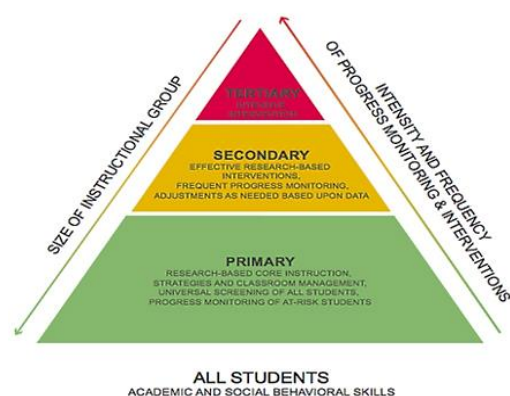 TERTIARY
INTENSIVE
INTERVENTIONS
SECONDARY
EFFECTIVE RESEARCH-BASED
INTERVENTIONS,
FREQUENT PROGRESS MONITORING,
ADJUSTMENTS AS NEEDED BASED UPON DATA
PRIMARY
RESEARCH-BASED CORE INSTRUCTION,
STRATEGIES AND CLASSROOM MANAGEMENT,
UNIVERSAL SCREENING OF ALL STUDENTS,
PROGRESS MONITORING OF AT-RISK STUDENTS
SIZE OF INSTRUCTIONAL GROUP
INTENSITY AND FREQUENCY
OF PROGRESS MONITORING & INTERVENTIONS
ALL STUDENTS
ACADEMIC AND SOCIAL BEHAVIORAL SKILLS